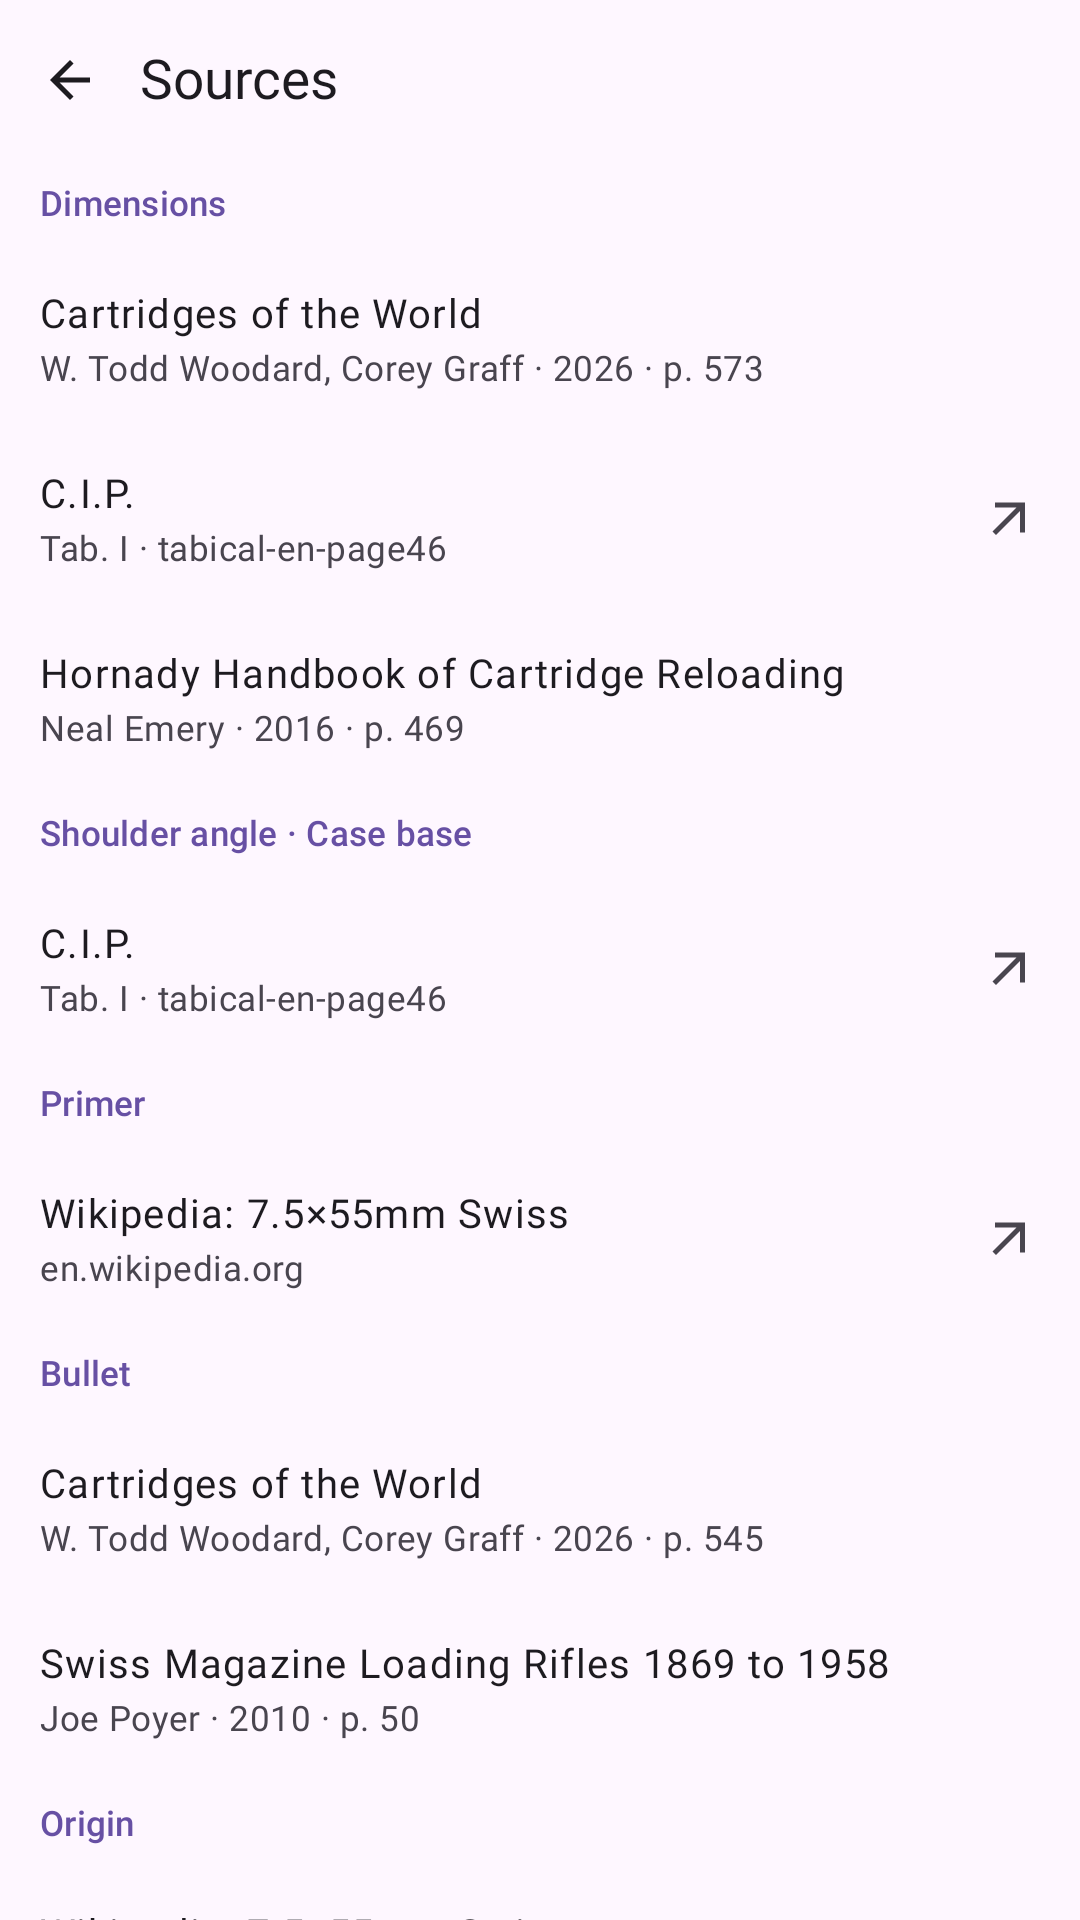 Sources
Dimensions
Cartridges of the World
W. Todd Woodard, Corey Graff · 2026 · p. 573
C.I.P.
Tab. I · tabical-en-page46
Hornady Handbook of Cartridge Reloading
Neal Emery · 2016 · p. 469
Shoulder angle · Case base
C.I.P.
Tab. I · tabical-en-page46
Primer
Wikipedia: 7.5×55mm Swiss
en.wikipedia.org
Bullet
Cartridges of the World
W. Todd Woodard, Corey Graff · 2026 · p. 545
Swiss Magazine Loading Rifles 1869 to 1958
Joe Poyer · 2010 · p. 50
Origin